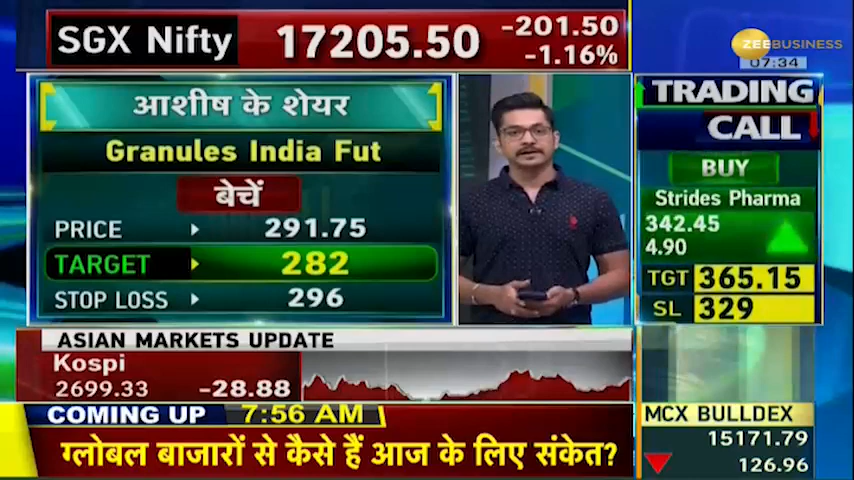 SGX Nifty
17205.50
-201.50
-1.16%
ZEEBUSINESS
07:34
आशीष के शेयर
Granules India Fut
बेचें
PRICE 291.75
TARGET 282
STOP LOSS 296
TRADING
CALL
BUY
Strides Pharma
342.45
4.90
TGT 365.15
SL 329
ASIAN MARKETS UPDATE
Kospi
2699.33 -28.88
COMING UP 7:56 AM
ग्लोबल बाजारों से कैसे हैं आज के लिए संकेत?
MCX BULLDEX
15171.79
126.96